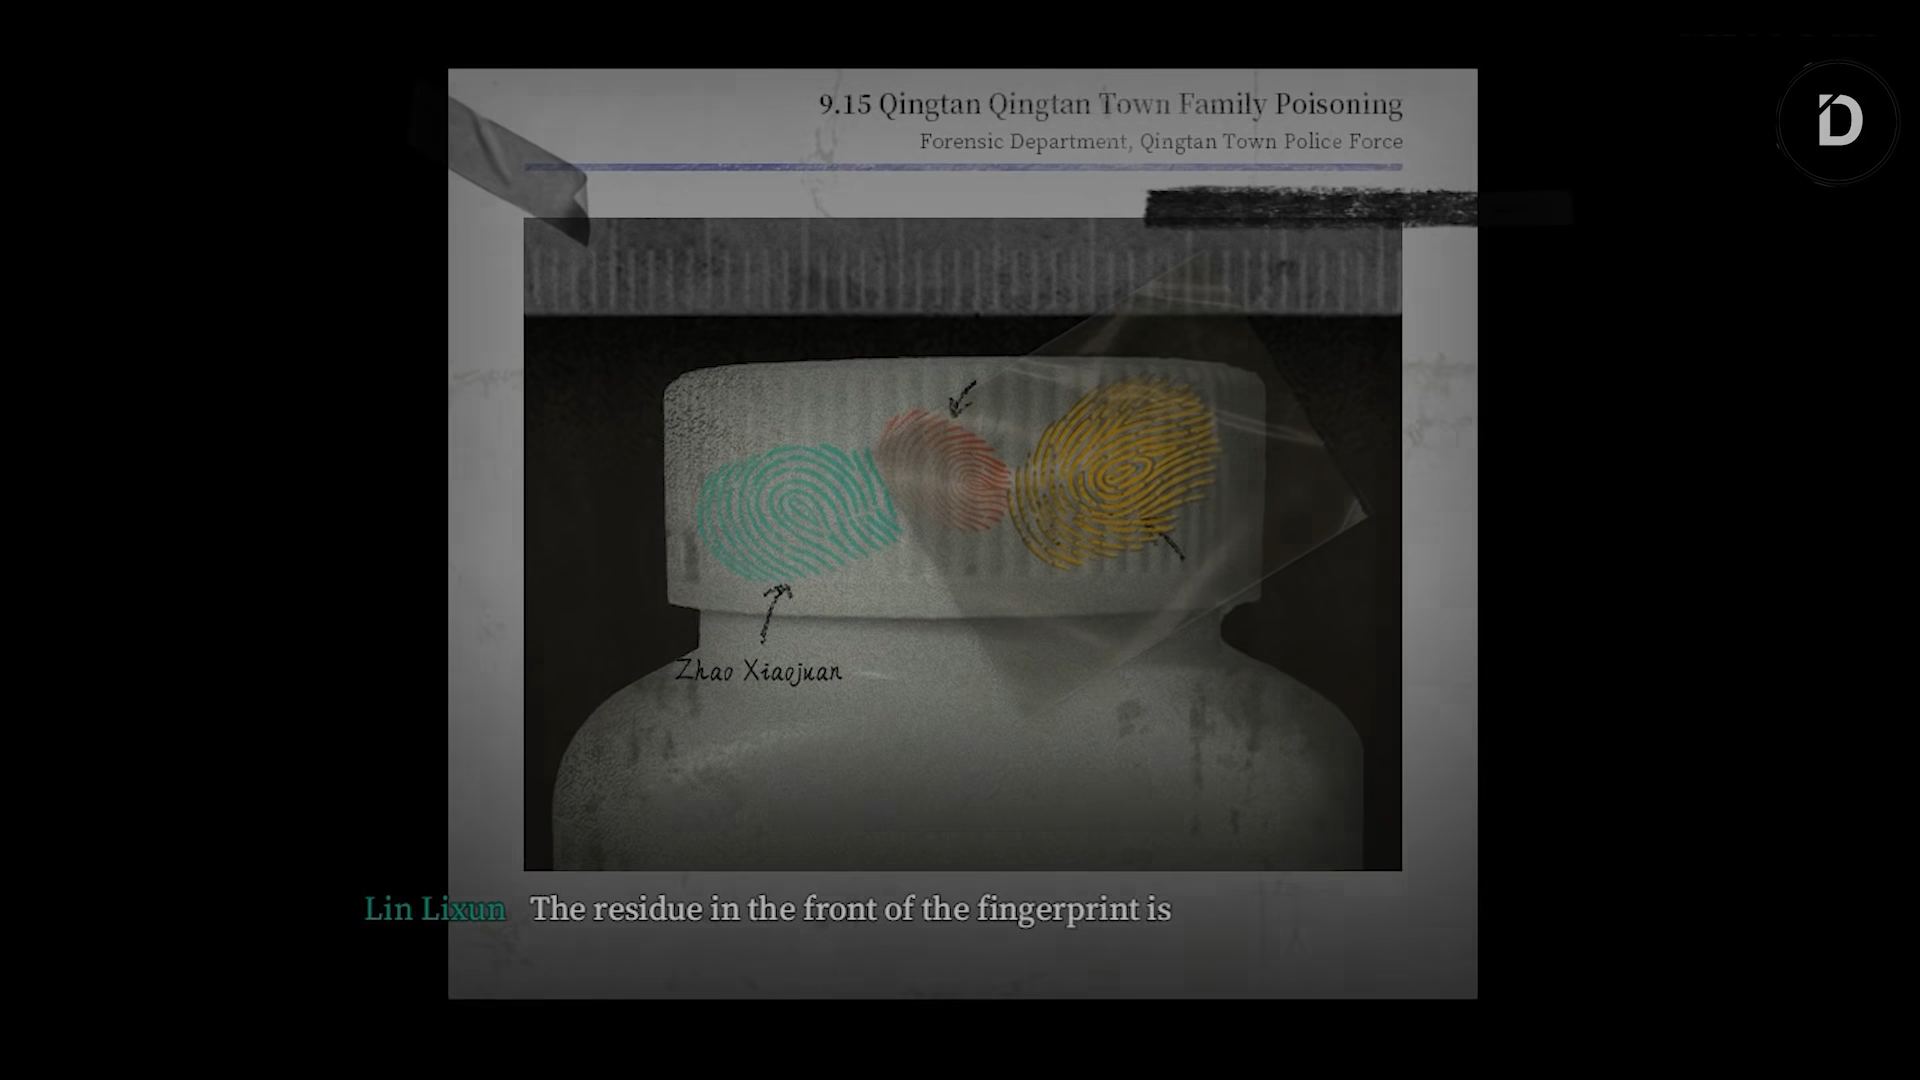 9.15 Qingtan Qingtan Town Family Poisoning
Forensic Department, Qingtan Town Police Force
D
Zhao Xiaojuan
Lin Lixun The residue in the front of the fingerprint is